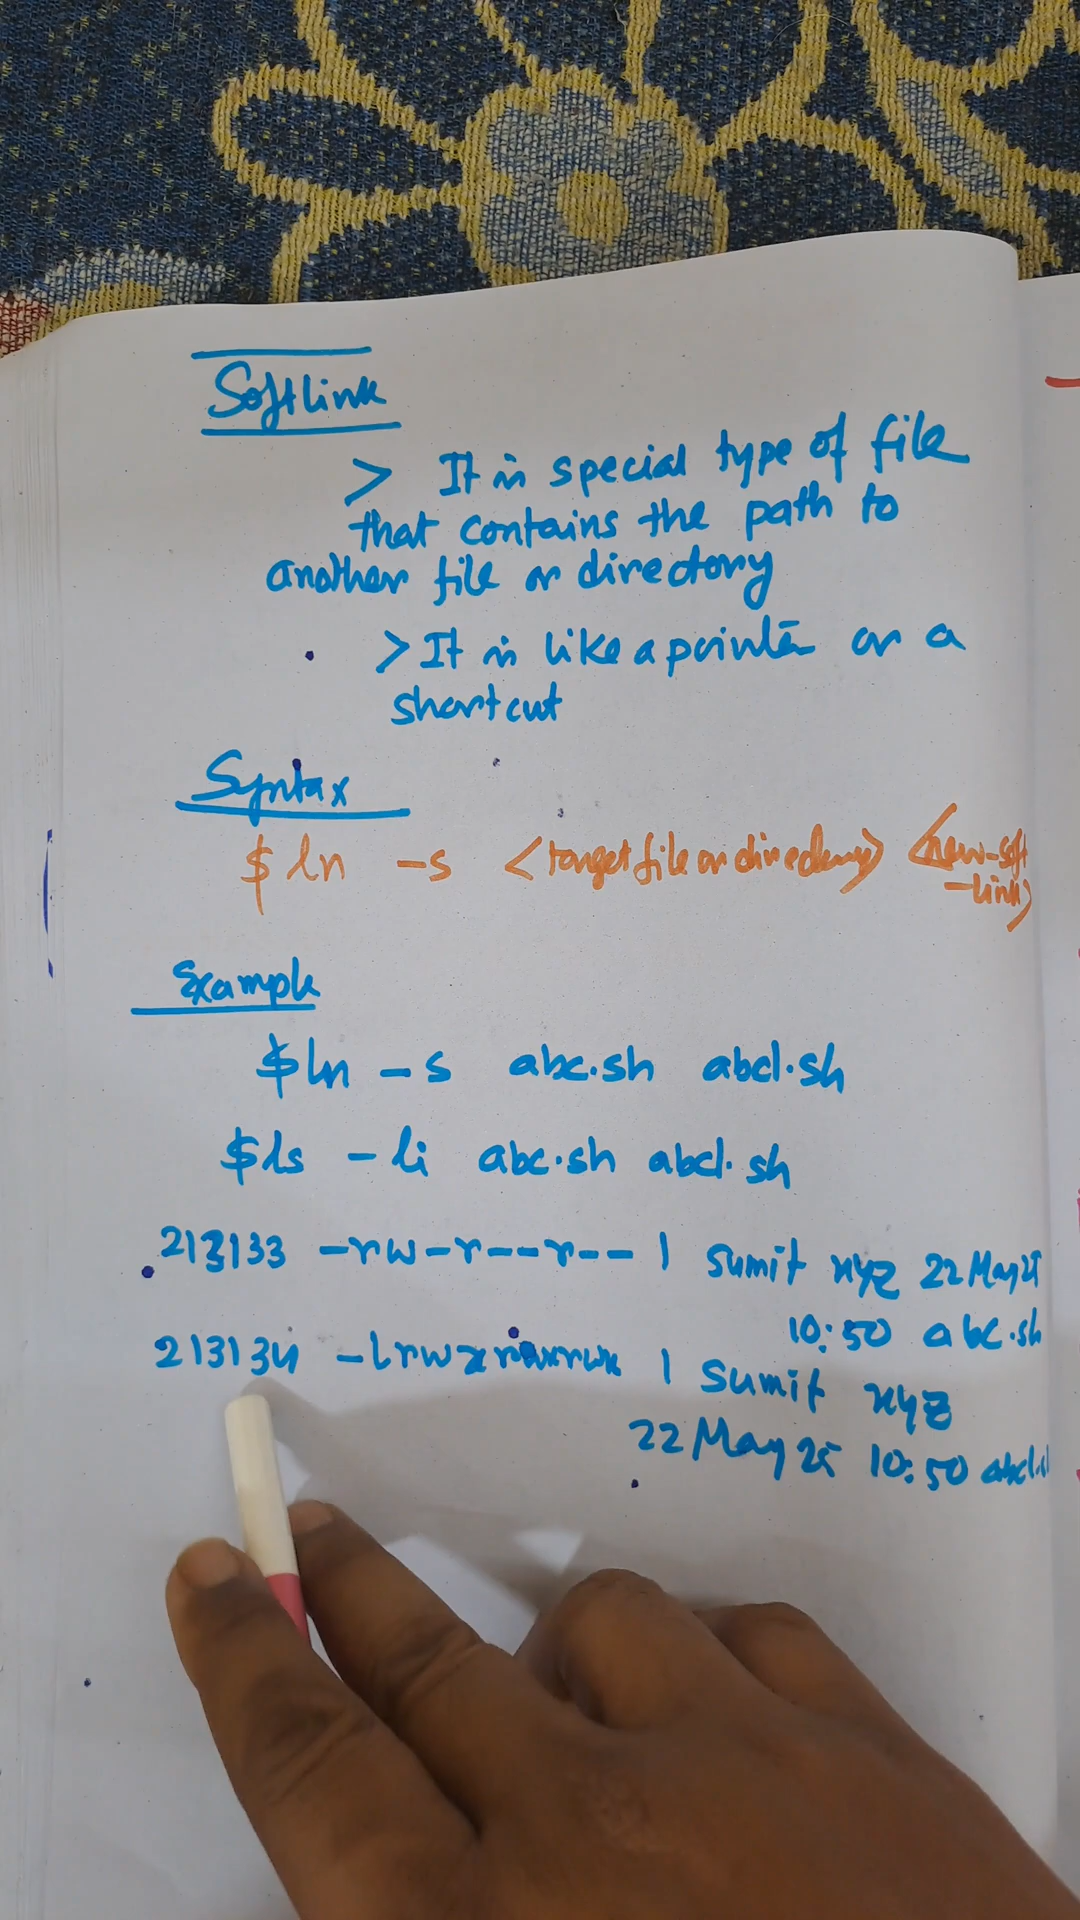 Softlink
> It is special type of file
that contains the path to
another file or directory
> It is like a pointer or a
shortcut
Syntax
$ ln -s <target file or directory> <new-soft
-link>
Example
$ ln -s abc.sh abcl.sh
$ ls -li abc.sh abcl.sh
213133 -rw-r--r-- 1 sumit xyz 22 May 25
10:50 abc.sh
213134 -lrwxrwxrwx 1 sumit xyz
22 May 25 10:50